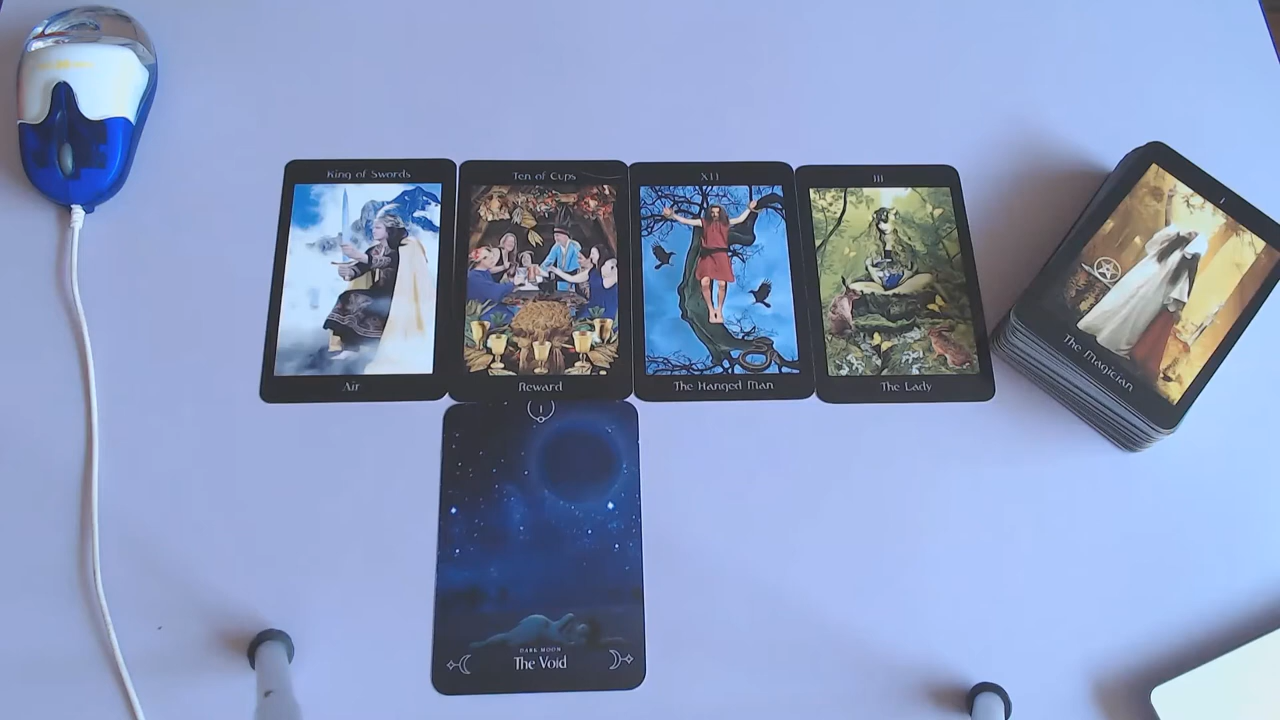 King of Swords
Air
Ten of Cups
Reward
XII
The Hanged Man
III
The Lady
I
The Magician
1
DARK MOON
The Void